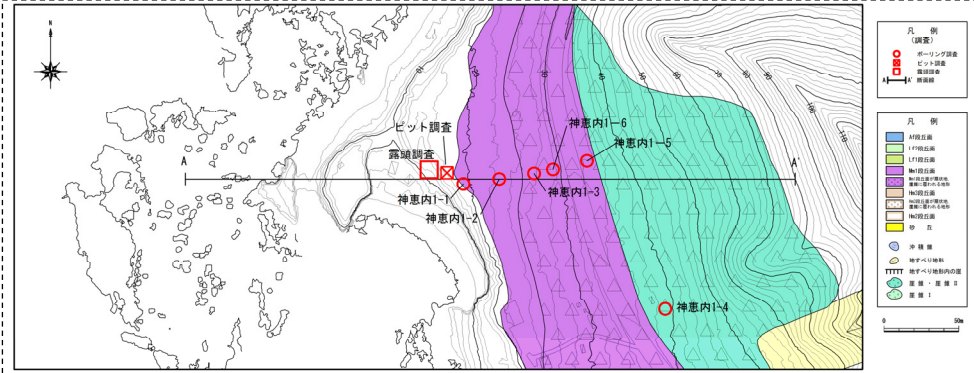 N
ピット調査
露頭調査
A
神恵内1-1
神恵内1-2
神恵内1-3
神恵内1-6
神恵内1-5
神恵内1-4
A'
凡 例
(調査)
ボーリング調査
ピット調査
露頭調査
A A' 断面線
凡 例
Af段丘面
Lf1段丘面
Mm1段丘面
Hm3段丘面
Hm2段丘面
砂 丘
沖積錐
地すべり地形
地すべり地形内の崖
崖錐・崖錐Ⅱ
崖錐Ⅰ
0 50m